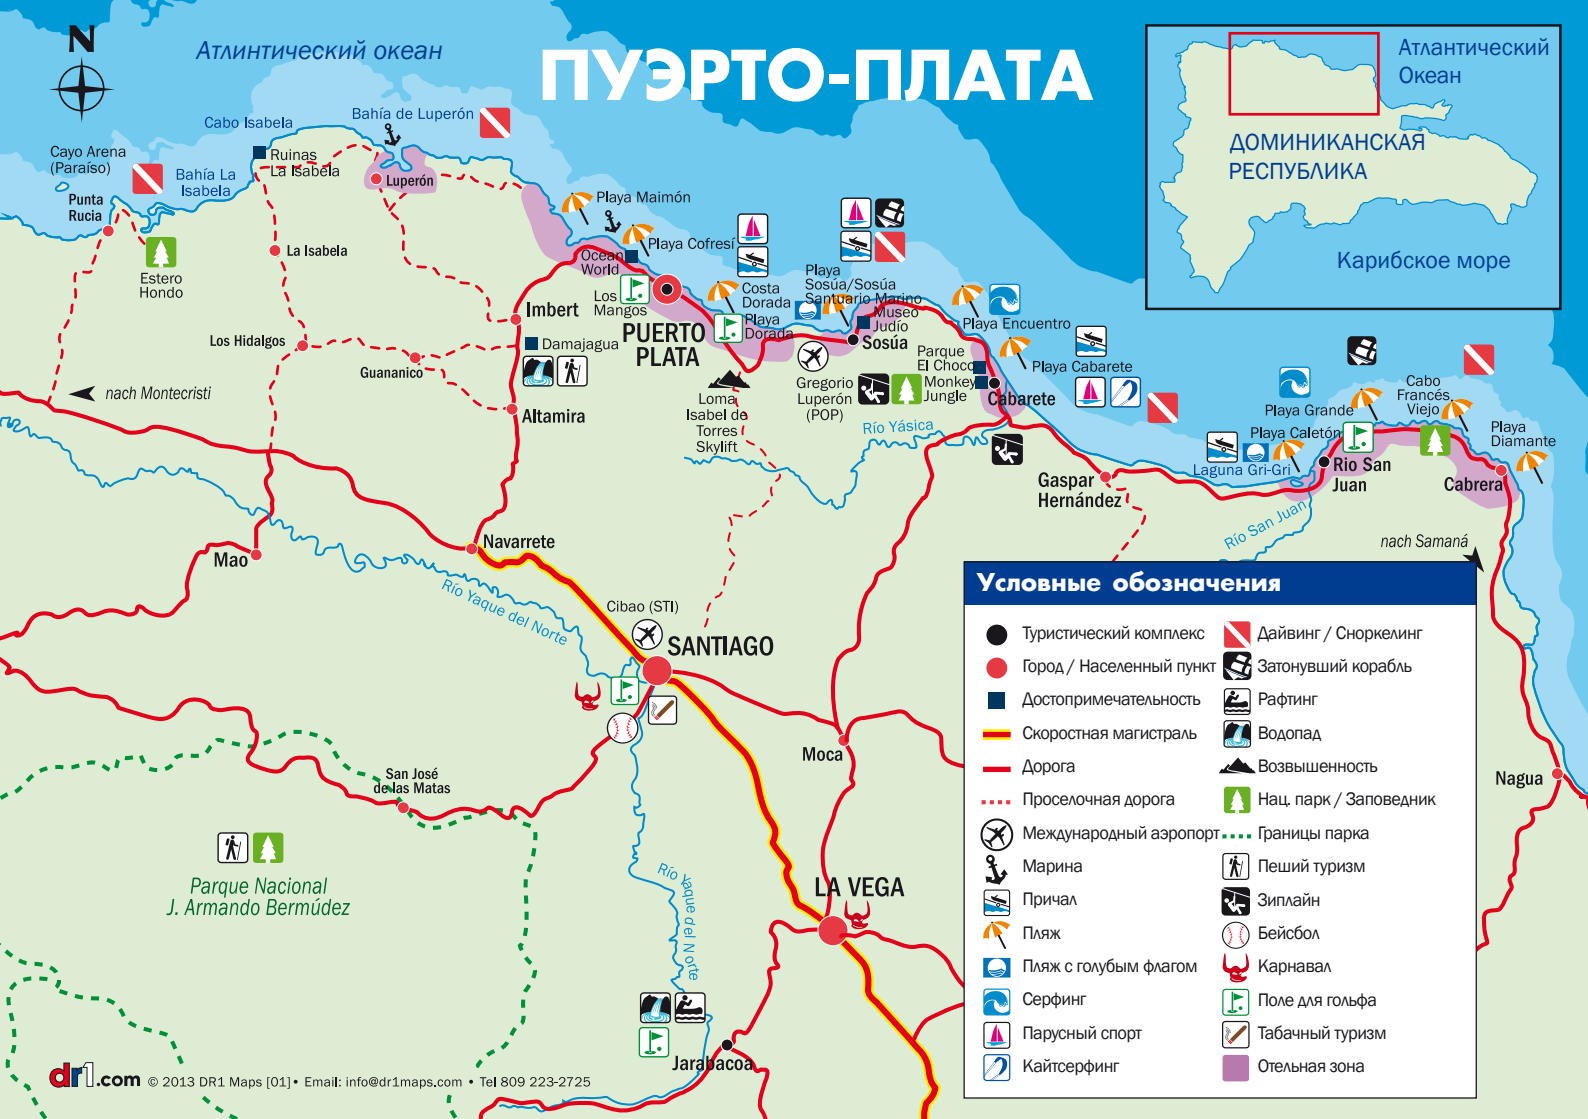 N
Атлинтический океан
ПУЭРТО-ПЛАТА
Атлантический
Океан
ДОМИНИКАНСКАЯ
РЕСПУБЛИКА
Карибское море
Cabo Isabela
Bahía de Luperón
Cayo Arena
(Paraíso)
Bahía La
Isabela
Ruinas
La Isabela
Luperón
Punta
Rucia
La Isabela
Estero
Hondo
Playa Maimón
Playa Cofresí
Ocean
World
Los
Mangos
PUERTO
PLATA
Costa
Dorada
Playa
Dorada
Playa
Sosúa/Sosúa
Santuario Marino
Museo
Judío
Sosúa
Playa Encuentro
Parque
El Choco
Monkey
Jungle
Playa Cabarete
Cabarete
Imbert
Damajagua
Los Hidalgos
Guananico
Altamira
nach Montecristi
Loma
Isabel de
Torres
Skylift
Gregorio
Luperón
(POP)
Río Yásica
Gaspar
Hernández
Playa Grande
Playa Caletón
Laguna Gri-Gri
Cabo
Francés
Viejo
Playa
Diamante
Rio San
Juan
Cabrera
Río San Juan
nach Samaná
Mao
Navarrete
Río Yaque del Norte
Cibao (STI)
SANTIAGO
Moca
San José
de las Matas
Nagua
Parque Nacional
J. Armando Bermúdez
LA VEGA
Río Yaque del Norte
Jarabacoa
Условные обозначения
Туристический комплекс
Город / Населенный пункт
Достопримечательность
Скоростная магистраль
Дорога
Проселочная дорога
Международный аэропорт
Марина
Причал
Пляж
Пляж с голубым флагом
Серфинг
Парусный спорт
Кайтсерфинг
Дайвинг / Сноркелинг
Затонувший корабль
Рафтинг
Водопад
Возвышенность
Нац. парк / Заповедник
Границы парка
Пеший туризм
Зиплайн
Бейсбол
Карнавал
Поле для гольфа
Табачный туризм
Отельная зона
dr1.com © 2013 DR1 Maps [01] • Email: info@dr1maps.com • Tel 809 223-2725